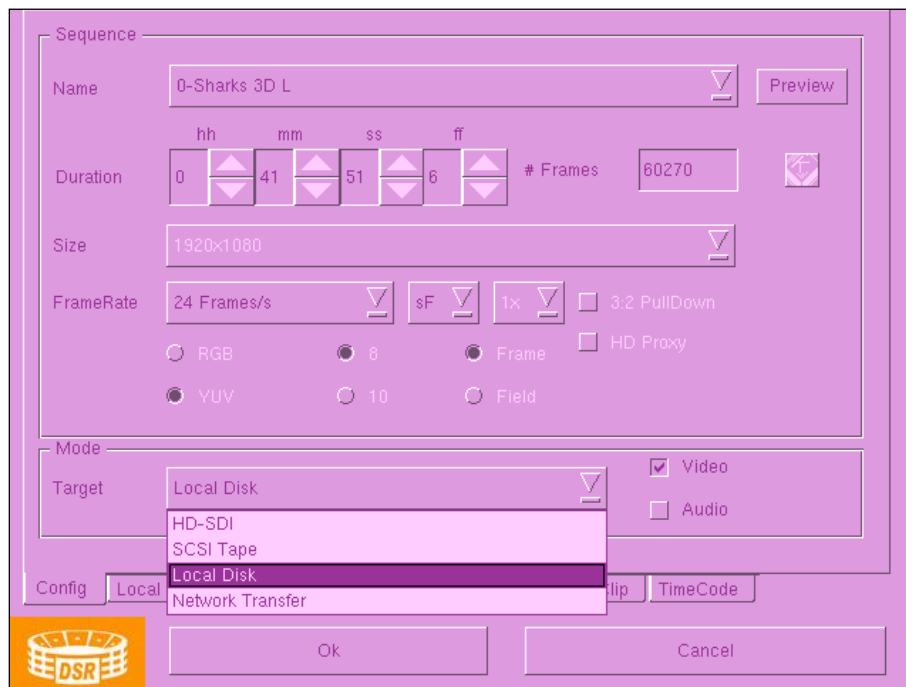 Sequence
Name 0-Sharks 3D L Preview
hh mm ss ff
Duration 0 41 51 6 # Frames 60270
Size 1920x1080
FrameRate 24 Frames/s sF 1x 3:2 PullDown
HD Proxy
RGB 8 Frame
YUV 10 Field
Mode
Target Local Disk Video
Audio
HD-SDI
SCSI Tape
Local Disk
Network Transfer
Config Local TimeCode
DSR Ok Cancel